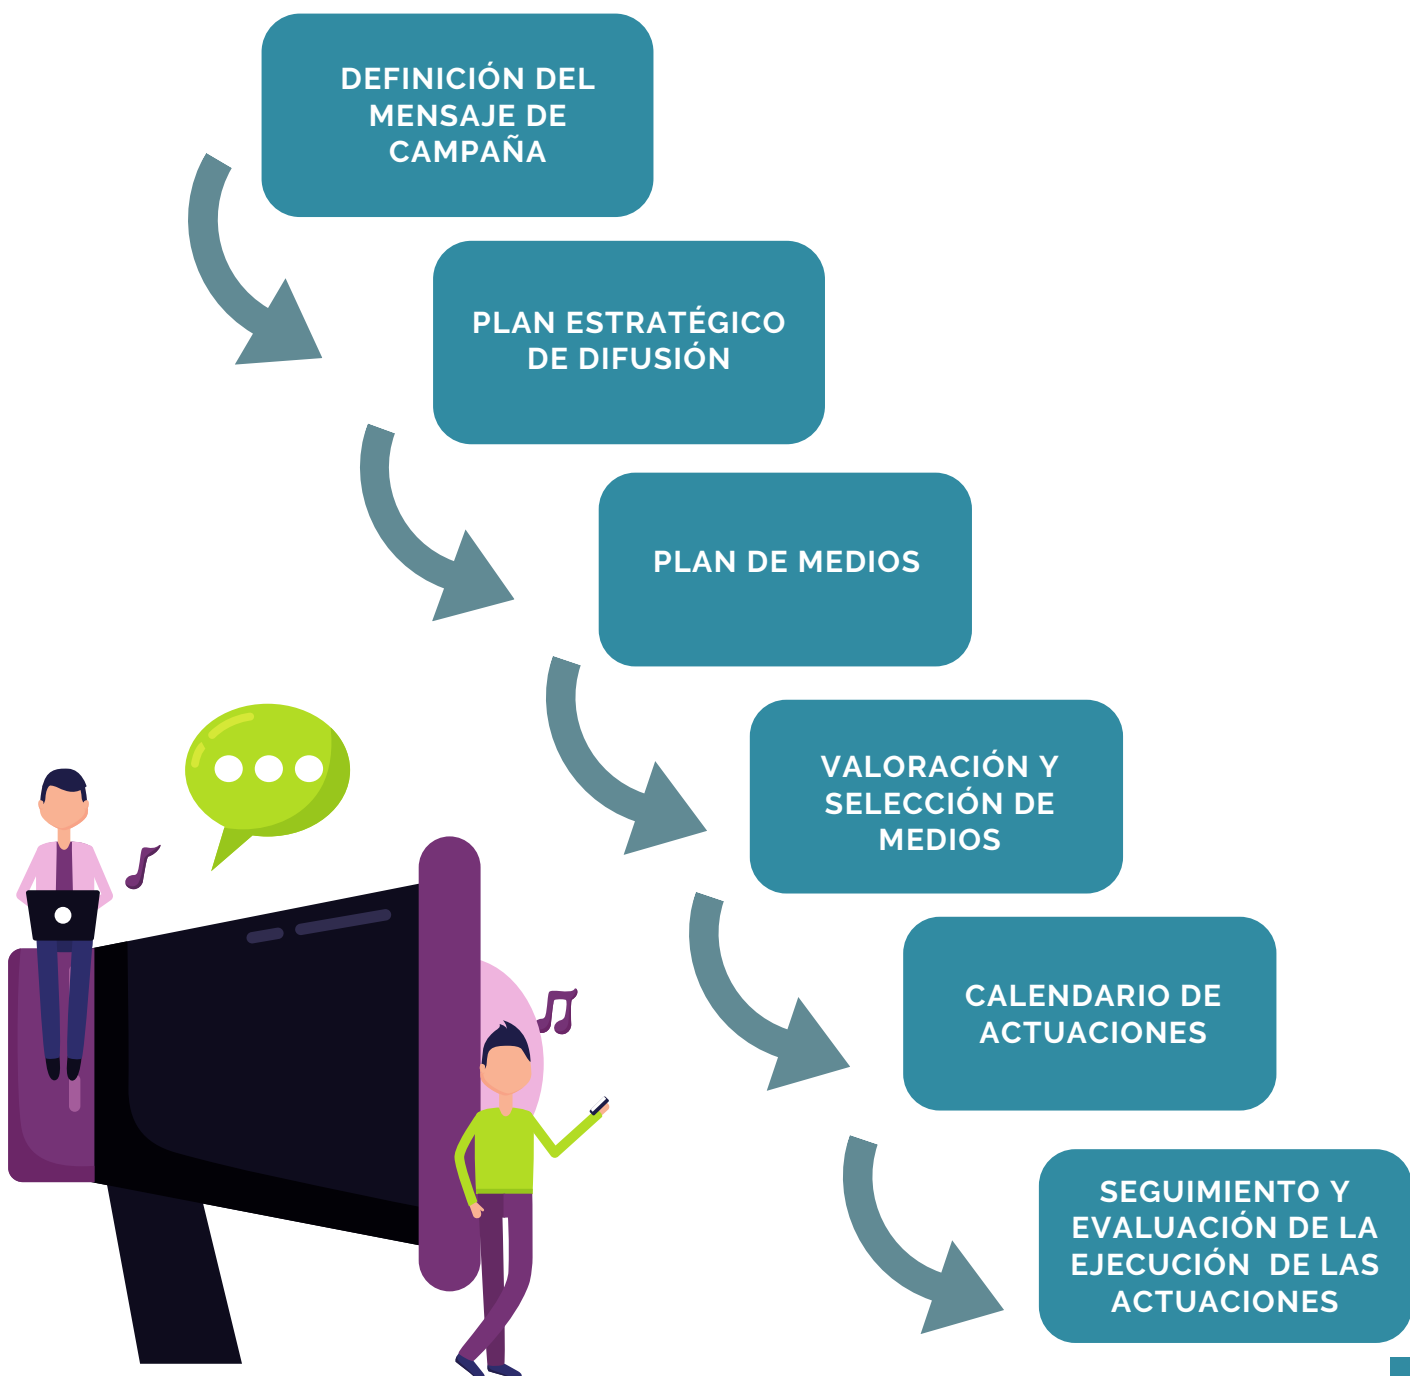 DEFINICIÓN DEL
MENSAJE DE
CAMPAÑA
PLAN ESTRATÉGICO
DE DIFUSIÓN
PLAN DE MEDIOS
VALORACIÓN Y
SELECCIÓN DE
MEDIOS
CALENDARIO DE
ACTUACIONES
SEGUIMIENTO Y
EVALUACIÓN DE LA
EJECUCIÓN DE LAS
ACTUACIONES